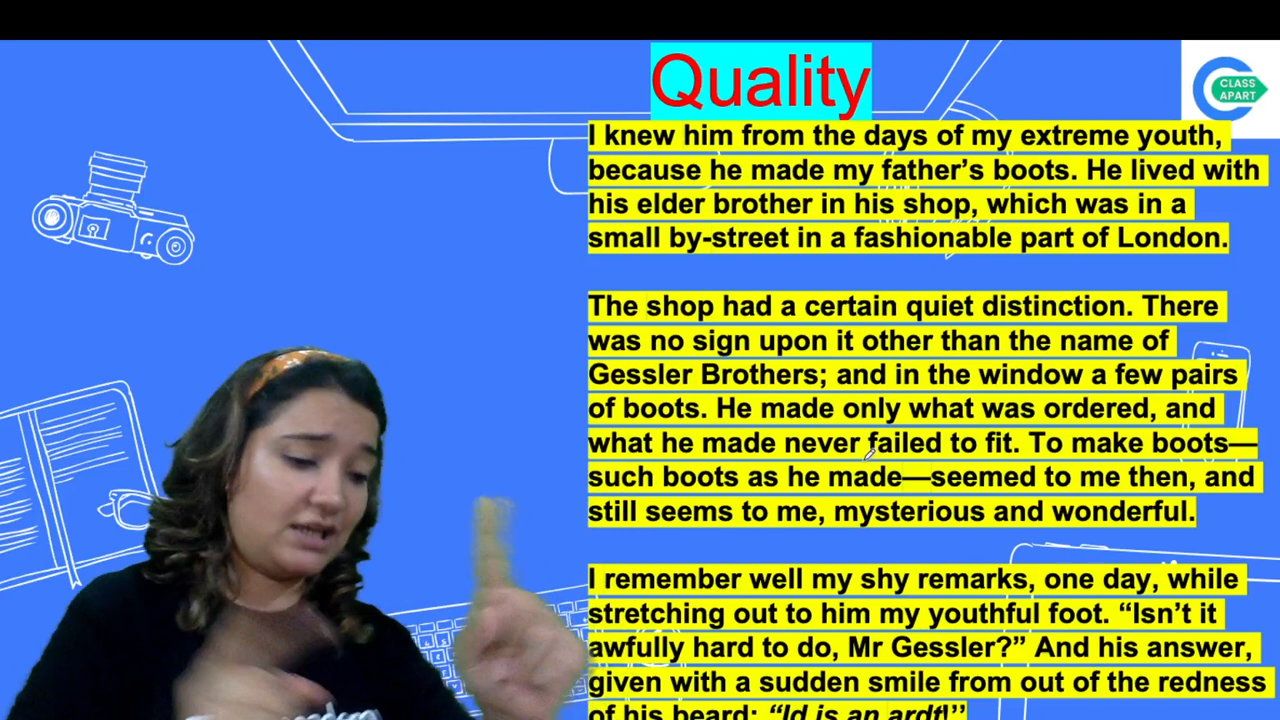 Quality
CLASS
APART
I knew him from the days of my extreme youth,
because he made my father’s boots. He lived with
his elder brother in his shop, which was in a
small by-street in a fashionable part of London.
The shop had a certain quiet distinction. There
was no sign upon it other than the name of
Gessler Brothers; and in the window a few pairs
of boots. He made only what was ordered, and
what he made never failed to fit. To make boots—
such boots as he made—seemed to me then, and
still seems to me, mysterious and wonderful.
I remember well my shy remarks, one day, while
stretching out to him my youthful foot. “Isn’t it
awfully hard to do, Mr Gessler?” And his answer,
given with a sudden smile from out of the redness
of his beard: “Id is an ardt!’’